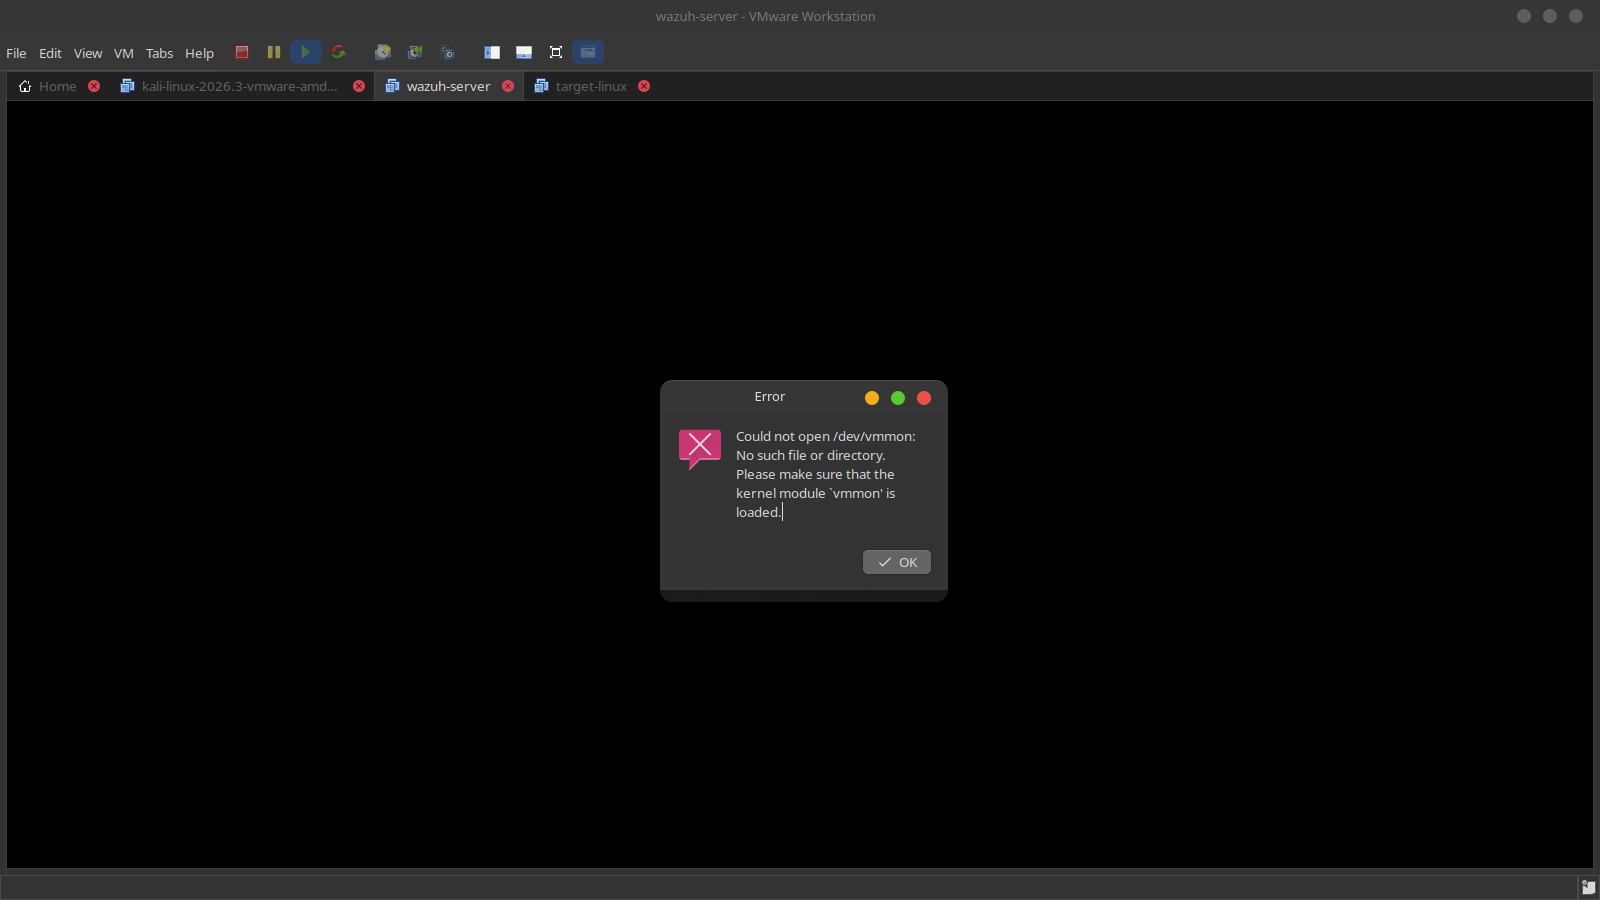 wazuh-server - VMware Workstation
File Edit View VM Tabs Help
Home kali-linux-2026.3-vmware-amd... wazuh-server target-linux
Error
Could not open /dev/vmmon:
No such file or directory.
Please make sure that the
kernel module `vmmon' is
loaded.
OK